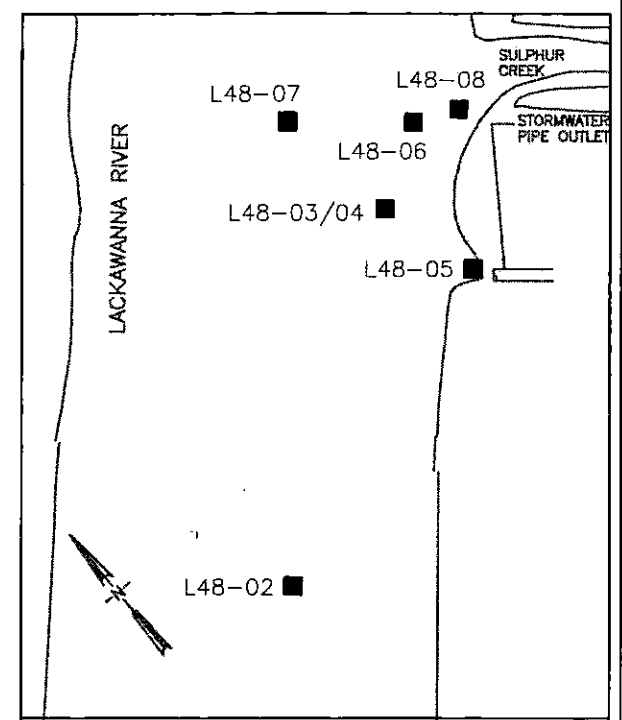 SULPHUR
CREEK
L48-08
L48-07
STORMWATER
PIPE OUTLET
L48-06
LACKAWANNA RIVER
L48-03/04
L48-05
N
L48-02